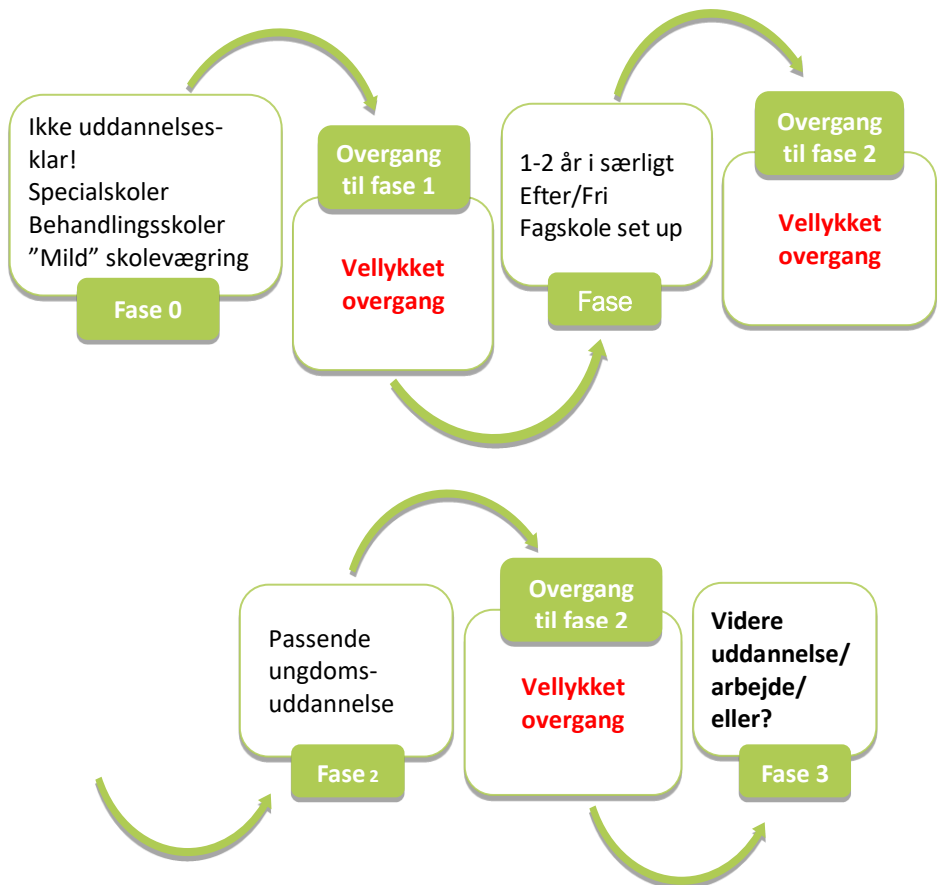 Ikke uddannelses-
klar!
Specialskoler
Behandlingsskoler
”Mild” skolevægring
Fase 0
Overgang
til fase 1
Vellykket
overgang
1-2 år i særligt
Efter/Fri
Fagskole set up
Fase
Overgang
til fase 2
Vellykket
overgang
Passende
ungdoms-
uddannelse
Fase 2
Overgang
til fase 2
Vellykket
overgang
Videre
uddannelse/
arbejde/
eller?
Fase 3